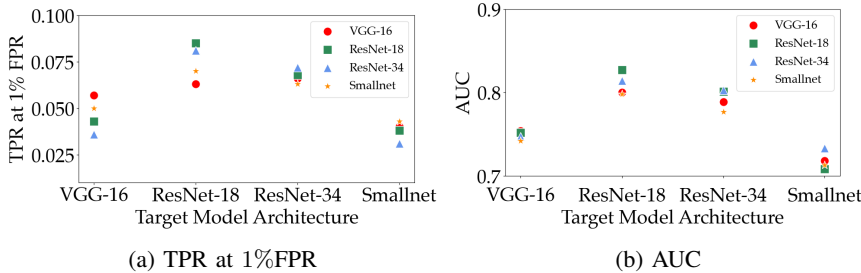 TPR at 1% FPR
0.100
0.075
0.050
0.025
VGG-16
ResNet-18
ResNet-34
Smallnet
VGG-16 ResNet-18 ResNet-34 Smallnet
Target Model Architecture
(a) TPR at 1%FPR
AUC
0.9
0.8
0.7
VGG-16
ResNet-18
ResNet-34
Smallnet
VGG-16 ResNet-18 ResNet-34 Smallnet
Target Model Architecture
(b) AUC